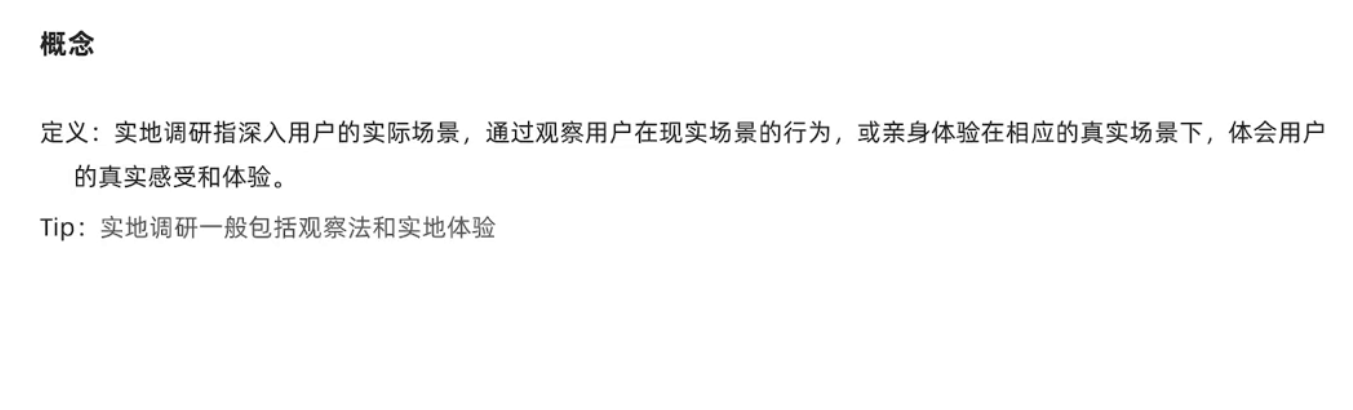 概念
定义：实地调研指深入用户的实际场景，通过观察用户在现实场景的行为，或亲身体验在相应的真实场景下，体会用户
的真实感受和体验。
Tip：实地调研一般包括观察法和实地体验